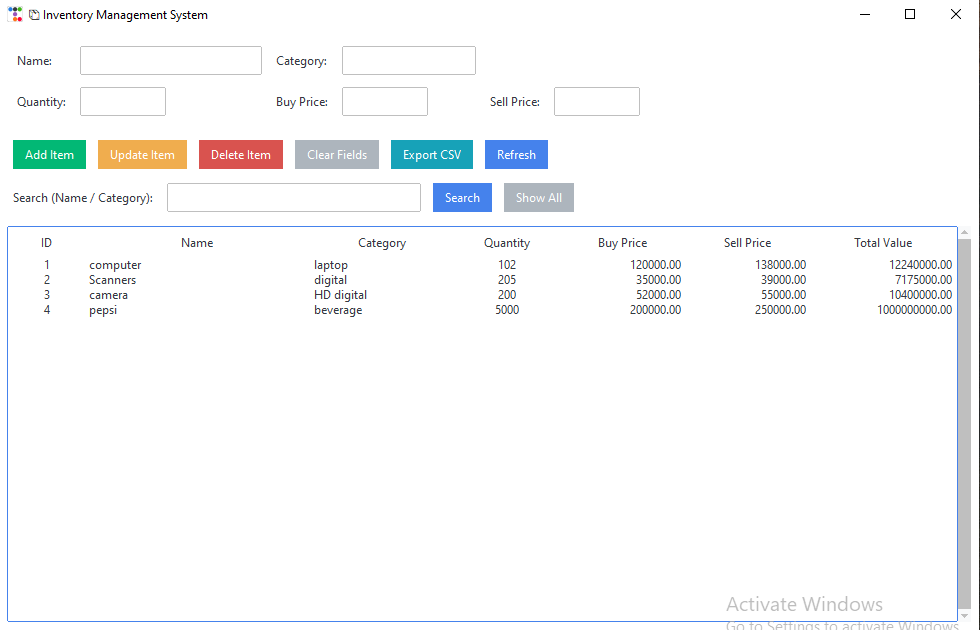 Inventory Management System
Name: Category:
Quantity: Buy Price: Sell Price:
Add Item Update Item Delete Item Clear Fields Export CSV Refresh
Search (Name / Category): Search Show All
ID Name Category Quantity Buy Price Sell Price Total Value
1 computer laptop 102 120000.00 138000.00 12240000.00
2 Scanners digital 205 35000.00 39000.00 7175000.00
3 camera HD digital 200 52000.00 55000.00 10400000.00
4 pepsi beverage 5000 200000.00 250000.00 1000000000.00
Activate Windows
Go to Settings to activate Windows.